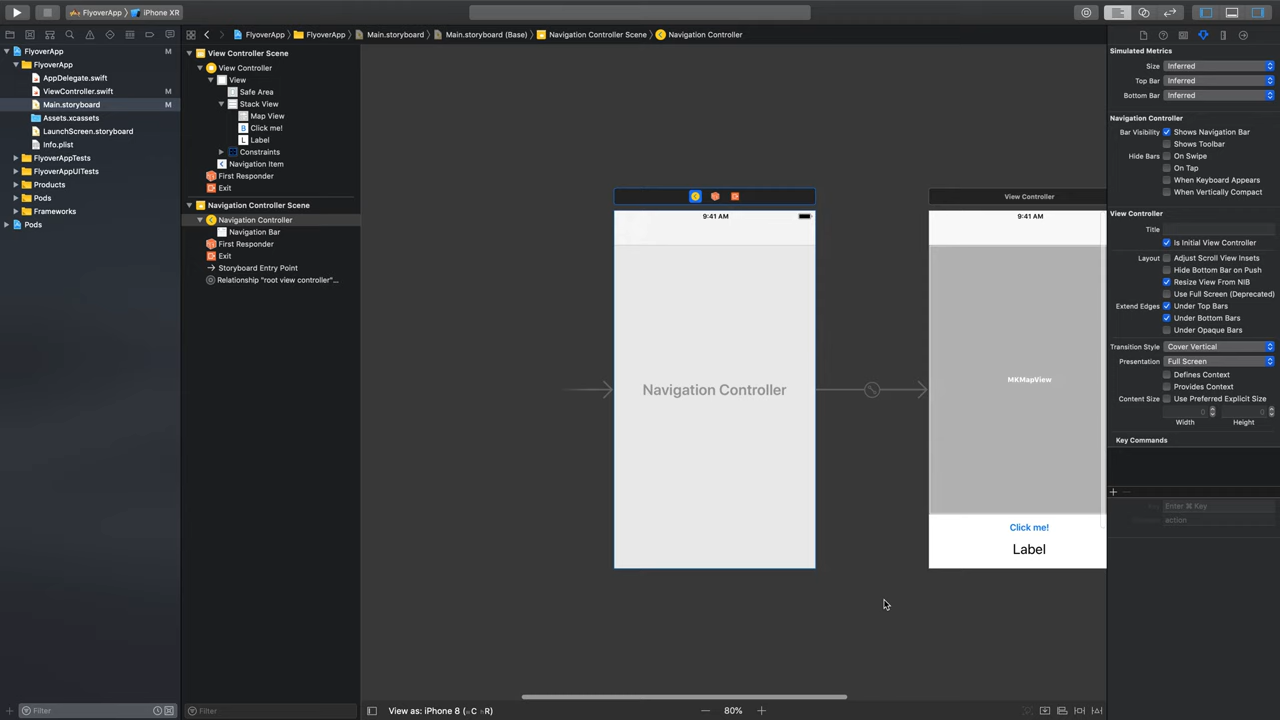 FlyoverApp
iPhone XR
FlyoverApp
FlyoverApp
Main.storyboard
Main.storyboard (Base)
Navigation Controller Scene
Navigation Controller
FlyoverApp
M
FlyoverApp
AppDelegate.swift
ViewController.swift
M
Main.storyboard
M
Assets.xcassets
LaunchScreen.storyboard
Info.plist
FlyoverAppTests
FlyoverAppUITests
Products
Pods
Frameworks
Pods
Filter
View Controller Scene
View Controller
View
Safe Area
Stack View
Map View
B Click me!
L Label
Constraints
Navigation Item
First Responder
Exit
Navigation Controller Scene
Navigation Controller
Navigation Bar
First Responder
Exit
Storyboard Entry Point
Relationship "root view controller"...
Filter
9:41 AM
Navigation Controller
View Controller
9:41 AM
MKMapView
Click me!
Label
View as: iPhone 8 (wC hR)
80%
Simulated Metrics
Size Inferred
Top Bar Inferred
Bottom Bar Inferred
Navigation Controller
Bar Visibility Shows Navigation Bar
Shows Toolbar
Hide Bars On Swipe
On Tap
When Keyboard Appears
When Vertically Compact
View Controller
Title
Is Initial View Controller
Layout Adjust Scroll View Insets
Hide Bottom Bar on Push
Resize View From NIB
Use Full Screen (Deprecated)
Extend Edges Under Top Bars
Under Bottom Bars
Under Opaque Bars
Transition Style Cover Vertical
Presentation Full Screen
Defines Context
Provides Context
Content Size Use Preferred Explicit Size
0 0
Width Height
Key Commands
Key Enter ⌘ Key
action